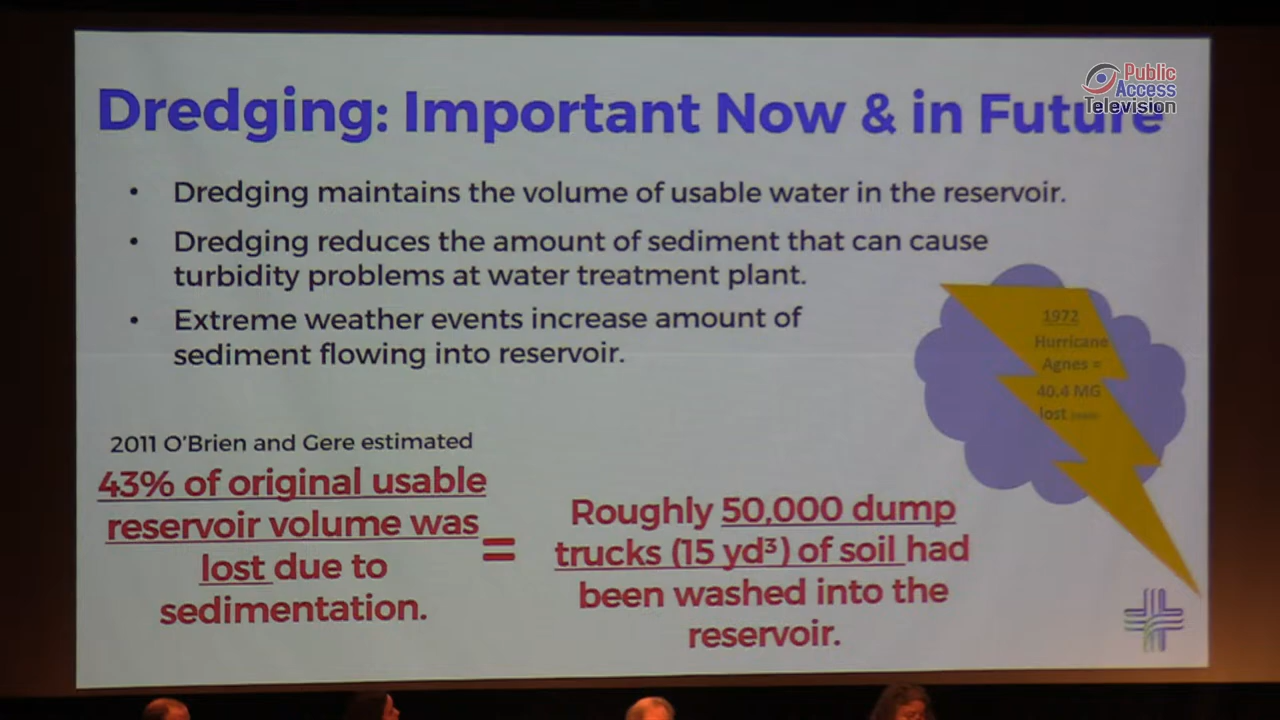 Public
Access
Television
Dredging: Important Now & in Future
• Dredging maintains the volume of usable water in the reservoir.
• Dredging reduces the amount of sediment that can cause
turbidity problems at water treatment plant.
• Extreme weather events increase amount of
sediment flowing into reservoir.
1972
Hurricane
Agnes =
40.4 MG
lost
2011 O'Brien and Gere estimated
43% of original usable
reservoir volume was
lost due to
sedimentation.
=
Roughly 50,000 dump
trucks (15 yd³) of soil had
been washed into the
reservoir.